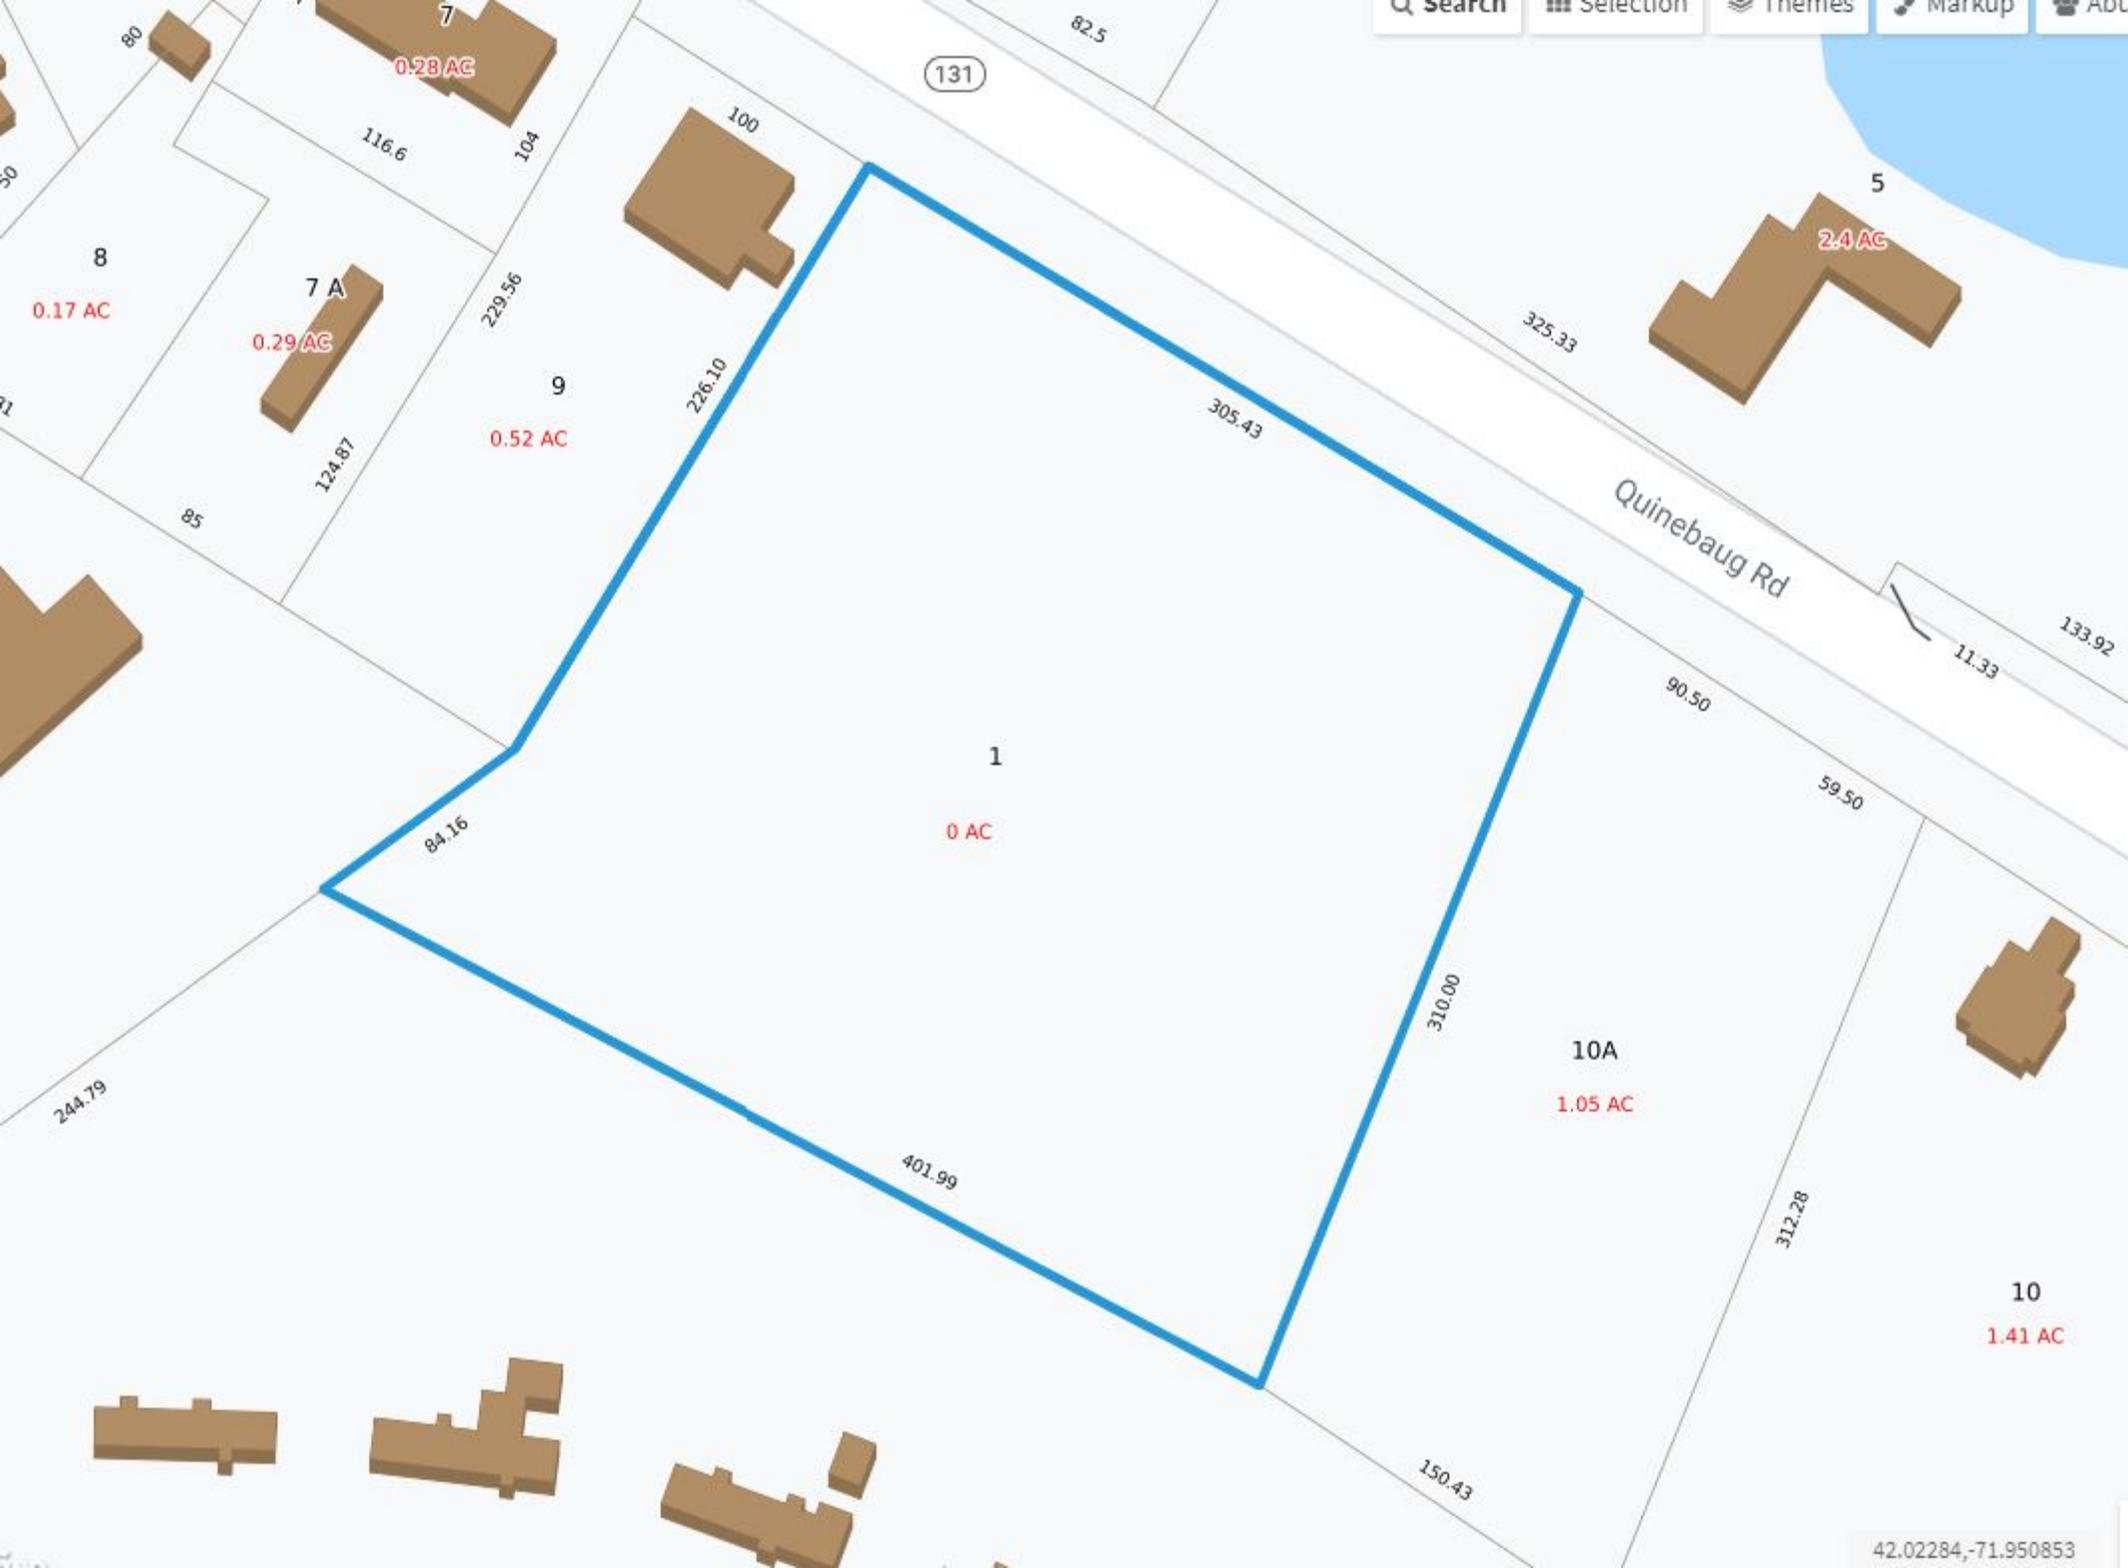 Search
Selection
Themes
Markup
7
0.28 AC
80
82.5
131
100
116.6
104
5
2.4 AC
8
0.17 AC
7 A
0.29 AC
229.56
325.33
9
0.52 AC
226.10
305.43
124.87
85
Quinebaug Rd
133.92
11.33
90.50
59.50
1
0 AC
84.16
310.00
10A
1.05 AC
244.79
401.99
312.28
10
1.41 AC
150.43
42.02284,-71.950853